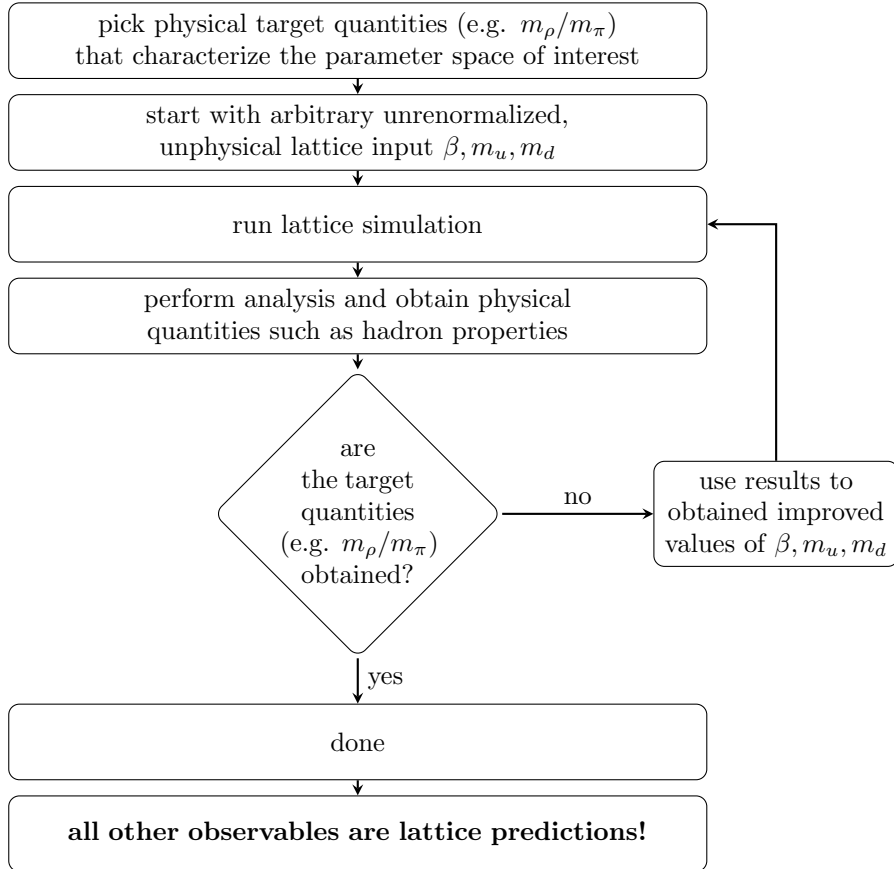 pick physical target quantities (e.g. m_ρ/m_π)
that characterize the parameter space of interest
start with arbitrary unrenormalized,
unphysical lattice input β, m_u, m_d
run lattice simulation
perform analysis and obtain physical
quantities such as hadron properties
are
the target
quantities
(e.g. m_ρ/m_π)
obtained?
no
use results to
obtained improved
values of β, m_u, m_d
yes
done
all other observables are lattice predictions!